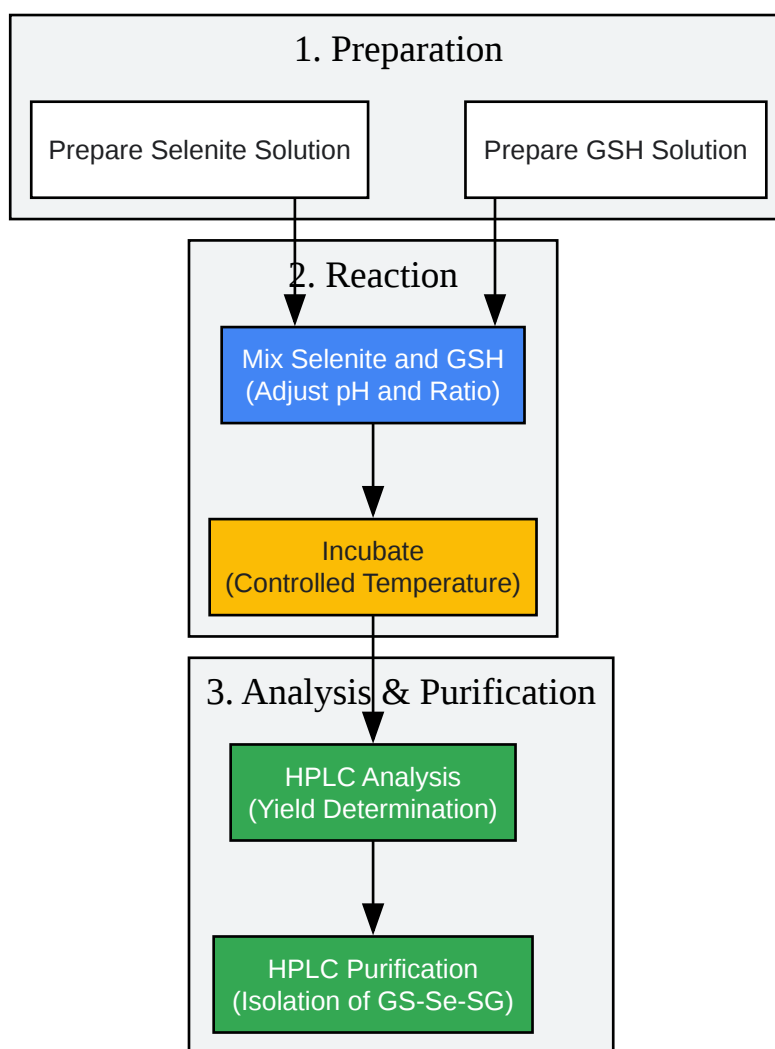 1. Preparation
Prepare Selenite Solution
Prepare GSH Solution
2. Reaction
Mix Selenite and GSH
(Adjust pH and Ratio)
Incubate
(Controlled Temperature)
3. Analysis & Purification
HPLC Analysis
(Yield Determination)
HPLC Purification
(Isolation of GS-Se-SG)